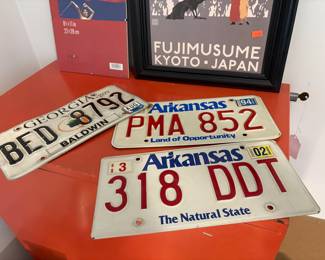 FUJIMUSUME
KYOTO • JAPAN
GEORGIA
BED 8792
BALDWIN
Arkansas 94
PMA 852
Land of Opportunity
3 Arkansas 02
318 DDT
The Natural State